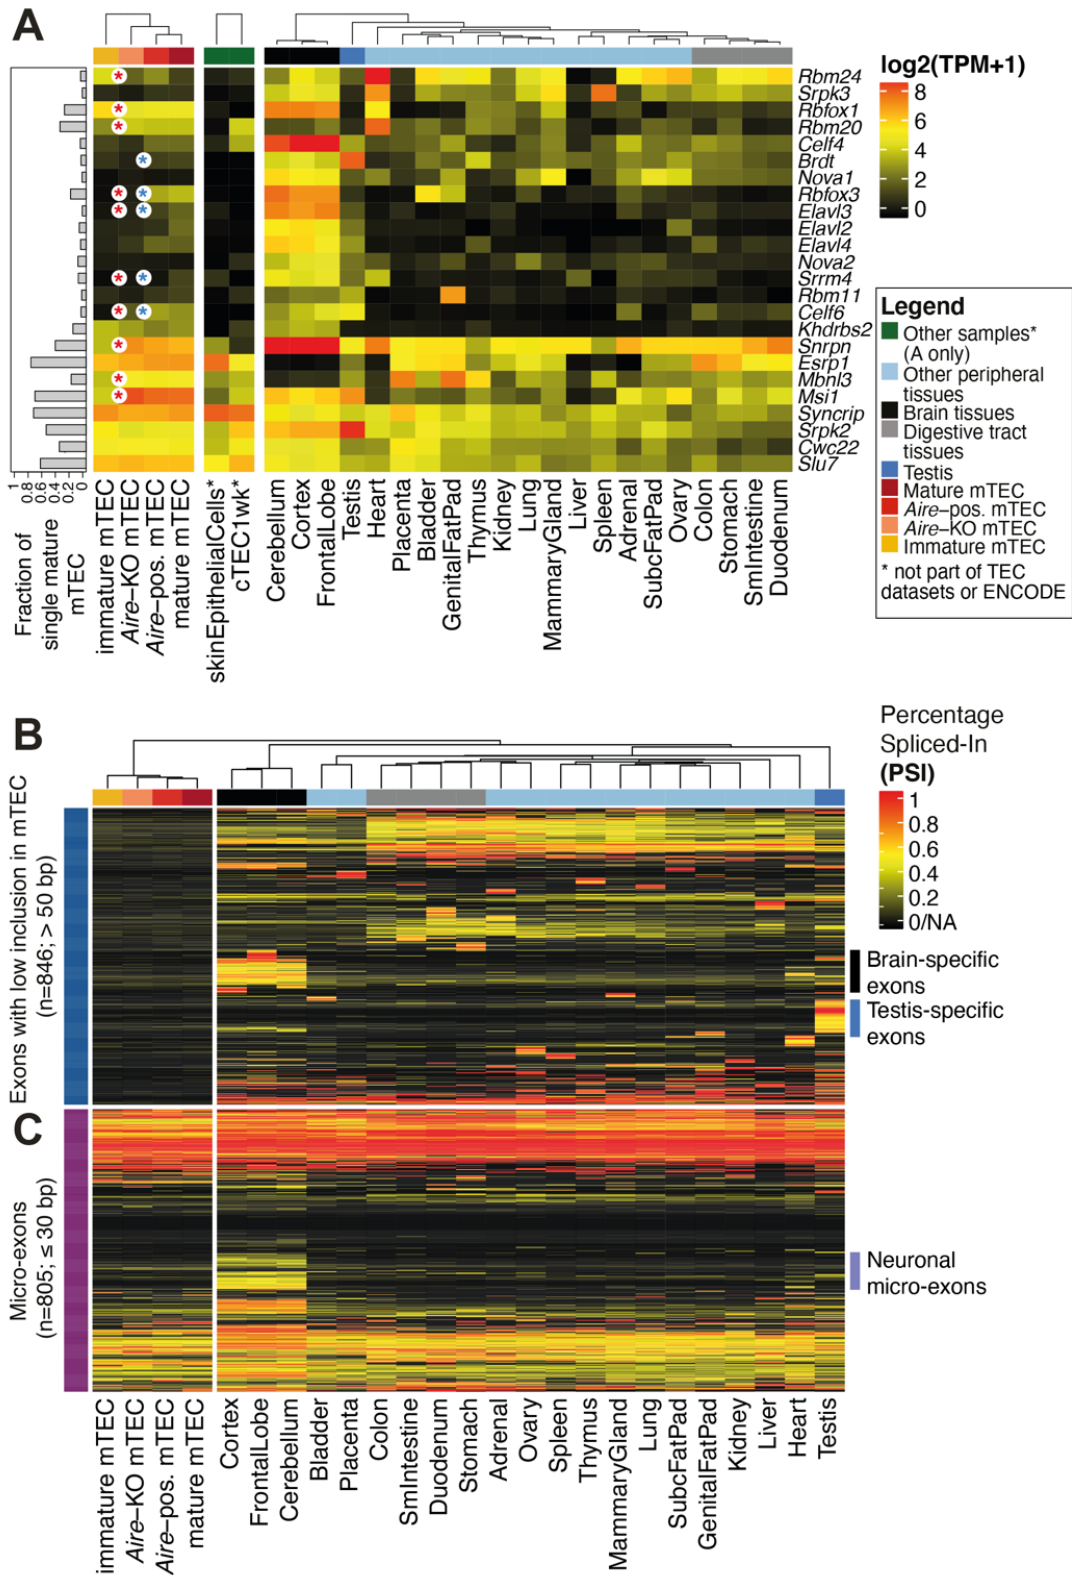 A
log2(TPM+1)
8
6
4
2
0
Rbm24
Srpk3
Rbfox1
Rbm20
Celf4
Brdt
Nova1
Rbfox3
Elavl3
Elavl2
Elavl4
Nova2
Srrm4
Rbm11
Celf6
Khdrbs2
Snrpn
Esrp1
Mbnl3
Msi1
Syncrip
Srpk2
Cwc22
Slu7
1
0.8
0.6
0.4
0.2
0
Fraction of
single mature
mTEC
immature mTEC
Aire–KO mTEC
Aire–pos. mTEC
mature mTEC
skinEpithelialCells*
cTEC1wk*
Cerebellum
Cortex
FrontalLobe
Testis
Heart
Placenta
Bladder
GenitalFatPad
Thymus
Kidney
Lung
MammaryGland
Liver
Spleen
Adrenal
SubcFatPad
Ovary
Colon
Stomach
SmIntestine
Duodenum
Legend
Other samples*
(A only)
Other peripheral
tissues
Brain tissues
Digestive tract
tissues
Testis
Mature mTEC
Aire–pos. mTEC
Aire–KO mTEC
Immature mTEC
* not part of TEC
datasets or ENCODE
B
Percentage
Spliced-In
(PSI)
1
0.8
0.6
0.4
0.2
0/NA
Exons with low inclusion in mTEC
(n=846; > 50 bp)
Brain-specific
exons
Testis-specific
exons
C
Micro-exons
(n=805; ≤ 30 bp)
Neuronal
micro-exons
immature mTEC
Aire–KO mTEC
Aire–pos. mTEC
mature mTEC
Cortex
FrontalLobe
Cerebellum
Bladder
Placenta
Colon
SmIntestine
Duodenum
Stomach
Adrenal
Ovary
Spleen
Thymus
MammaryGland
Lung
SubcFatPad
GenitalFatPad
Kidney
Liver
Heart
Testis